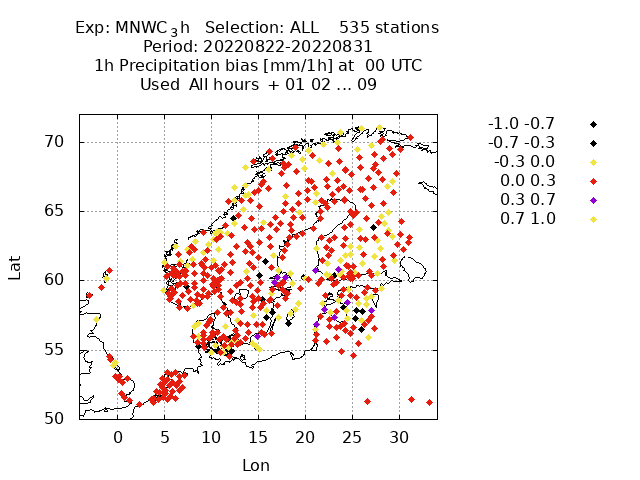 Exp: MNWC3h Selection: ALL 535 stations
Period: 20220822-20220831
1h Precipitation bias [mm/1h] at 00 UTC
Used All hours + 01 02 ... 09
-1.0 -0.7
-0.7 -0.3
-0.3 0.0
0.0 0.3
0.3 0.7
0.7 1.0
70
65
60
55
50
Lat
0 5 10 15 20 25 30
Lon